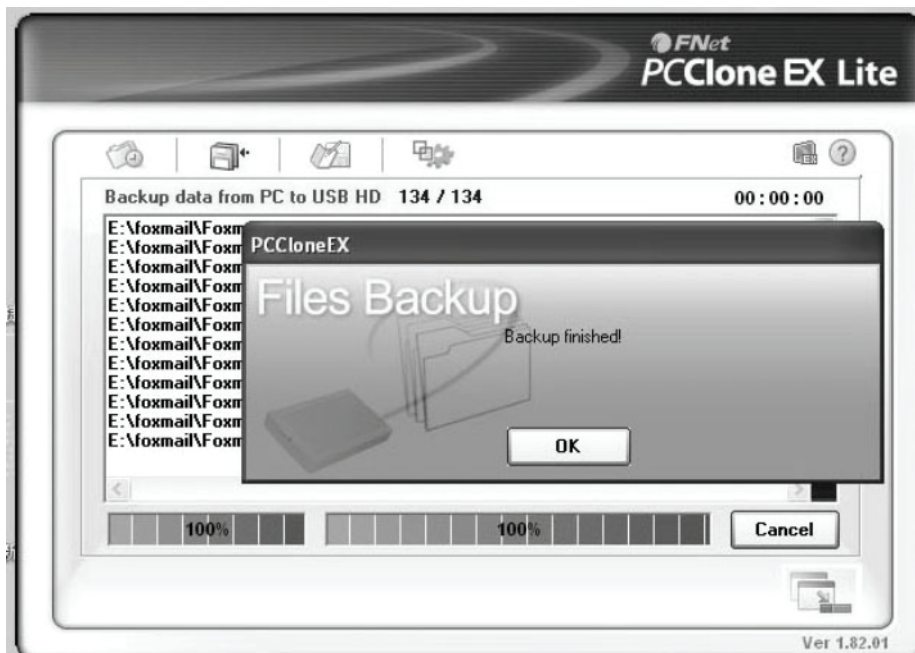 FNet
PCClone EX Lite
Backup data from PC to USB HD 134 / 134
00:00:00
E:\foxmail\Foxm
E:\foxmail\Foxm
E:\foxmail\Foxm
E:\foxmail\Foxm
E:\foxmail\Foxm
E:\foxmail\Foxm
E:\foxmail\Foxm
E:\foxmail\Foxm
E:\foxmail\Foxm
E:\foxmail\Foxm
E:\foxmail\Foxm
E:\foxmail\Foxm
PCCloneEX
Files Backup
Backup finished!
OK
100%
100%
Cancel
Ver 1.82.01